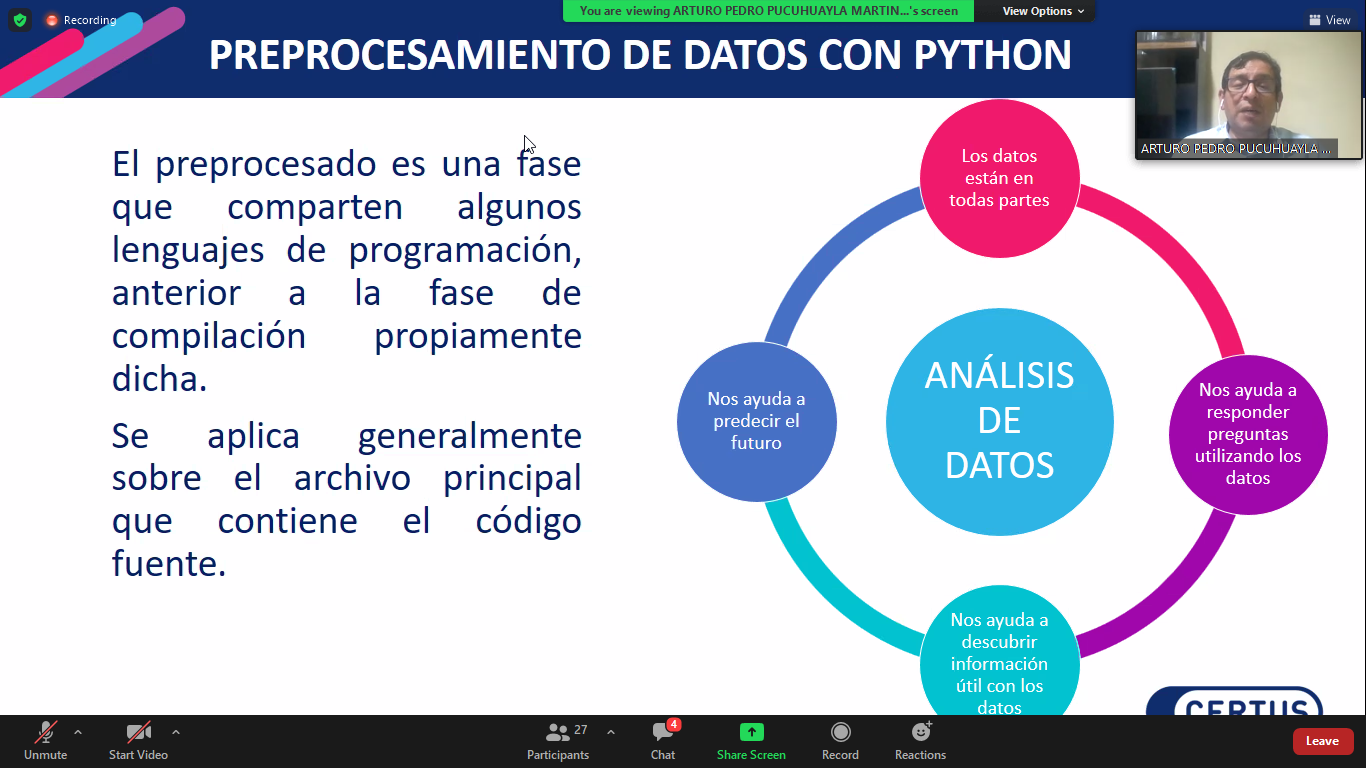 Recording
You are viewing ARTURO PEDRO PUCUHUAYLA MARTIN...'s screen
View Options
View
PREPROCESAMIENTO DE DATOS CON PYTHON
ARTURO PEDRO PUCUHUAYLA ...
El preprocesado es una fase
que comparten algunos
lenguajes de programación,
anterior a la fase de
compilación propiamente
dicha.
Se aplica generalmente
sobre el archivo principal
que contiene el código
fuente.
Los datos
están en
todas partes
Nos ayuda a
responder
preguntas
utilizando los
datos
Nos ayuda a
descubrir
información
útil con los
datos
Nos ayuda a
predecir el
futuro
ANÁLISIS
DE
DATOS
CERTUS
Unmute
Start Video
27
Participants
4
Chat
Share Screen
Record
Reactions
Leave